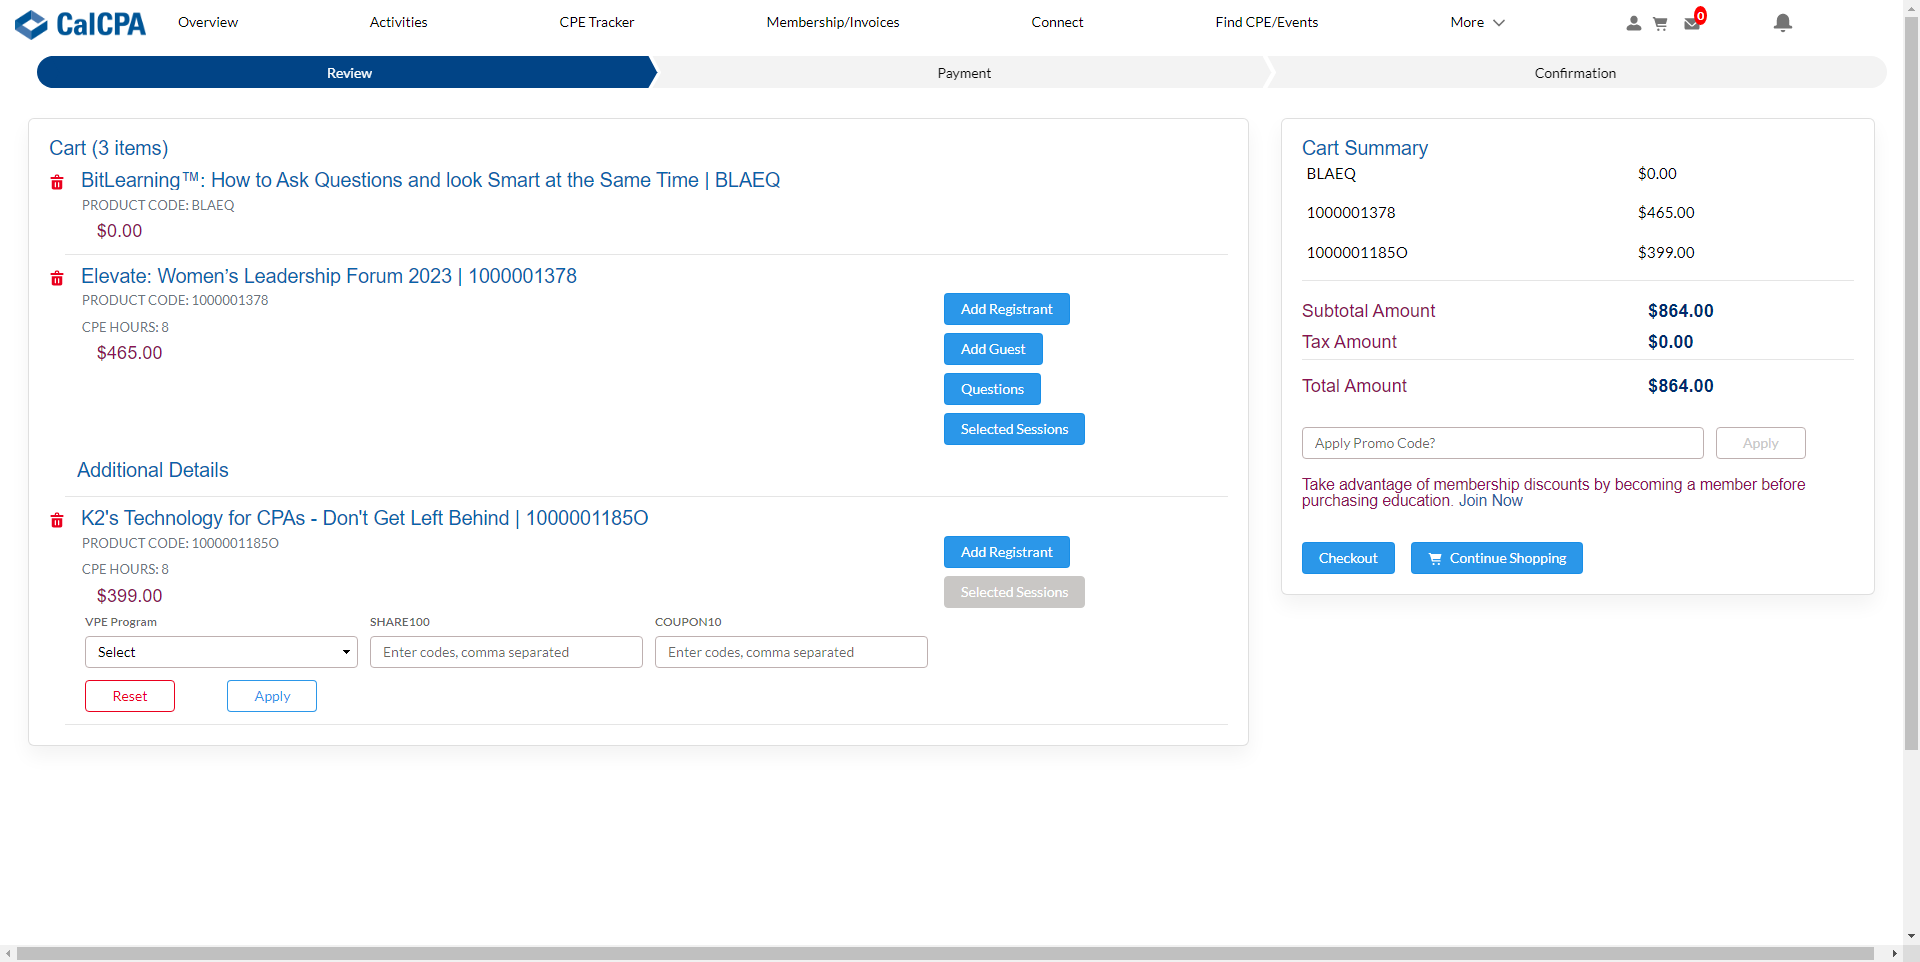 CalCPA
Overview
Activities
CPE Tracker
Membership/Invoices
Connect
Find CPE/Events
More
0
Review
Payment
Confirmation
Cart (3 items)
BitLearning™: How to Ask Questions and look Smart at the Same Time | BLAEQ
PRODUCT CODE: BLAEQ
$0.00
Elevate: Women’s Leadership Forum 2023 | 1000001378
PRODUCT CODE: 1000001378
CPE HOURS: 8
$465.00
Add Registrant
Add Guest
Questions
Selected Sessions
Additional Details
K2's Technology for CPAs - Don't Get Left Behind | 1000001185O
PRODUCT CODE: 1000001185O
CPE HOURS: 8
$399.00
Add Registrant
Selected Sessions
VPE Program
SHARE100
COUPON10
Select
Enter codes, comma separated
Enter codes, comma separated
Reset
Apply
Cart Summary
BLAEQ $0.00
1000001378 $465.00
1000001185O $399.00
Subtotal Amount $864.00
Tax Amount $0.00
Total Amount $864.00
Apply Promo Code?
Apply
Take advantage of membership discounts by becoming a member before
purchasing education. Join Now
Checkout
Continue Shopping